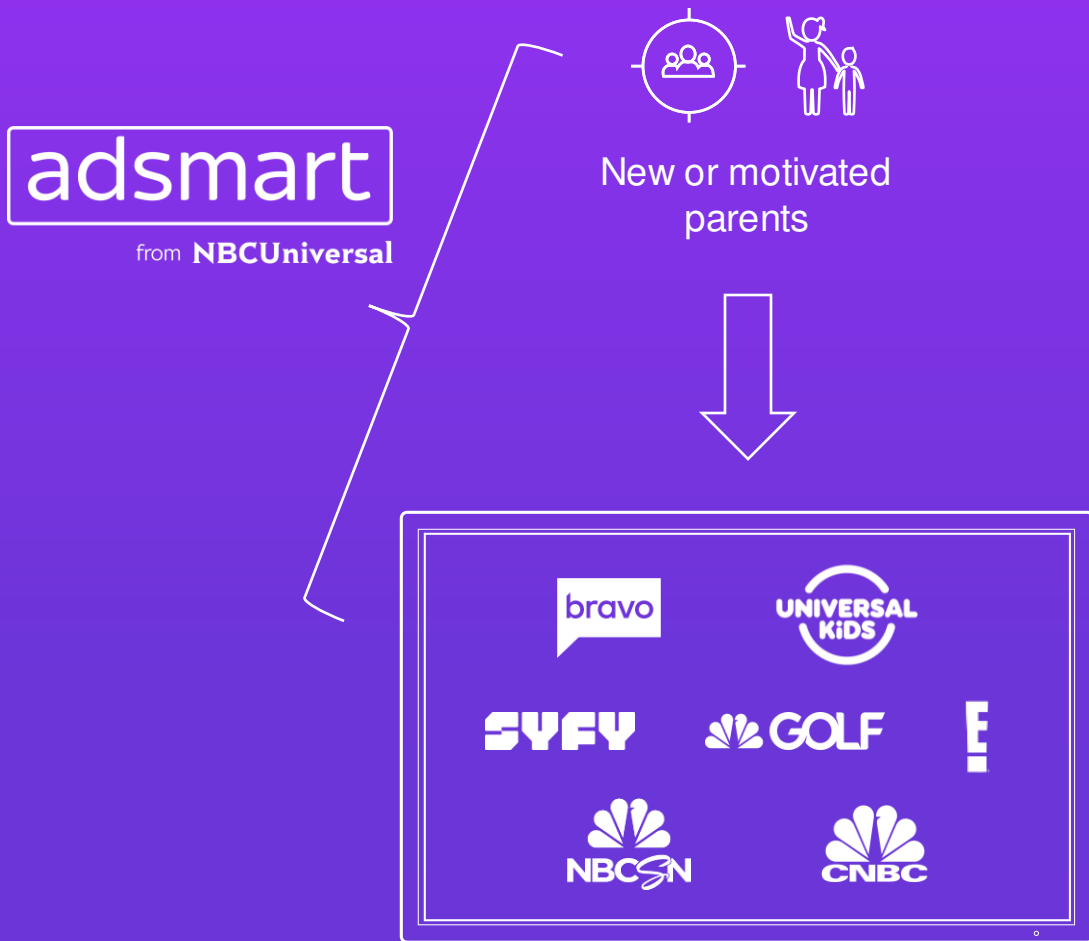 adsmart
from NBCUniversal
New or motivated
parents
bravo
UNIVERSAL
KiDS
SYFY
GOLF
E!
NBCSN
CNBC